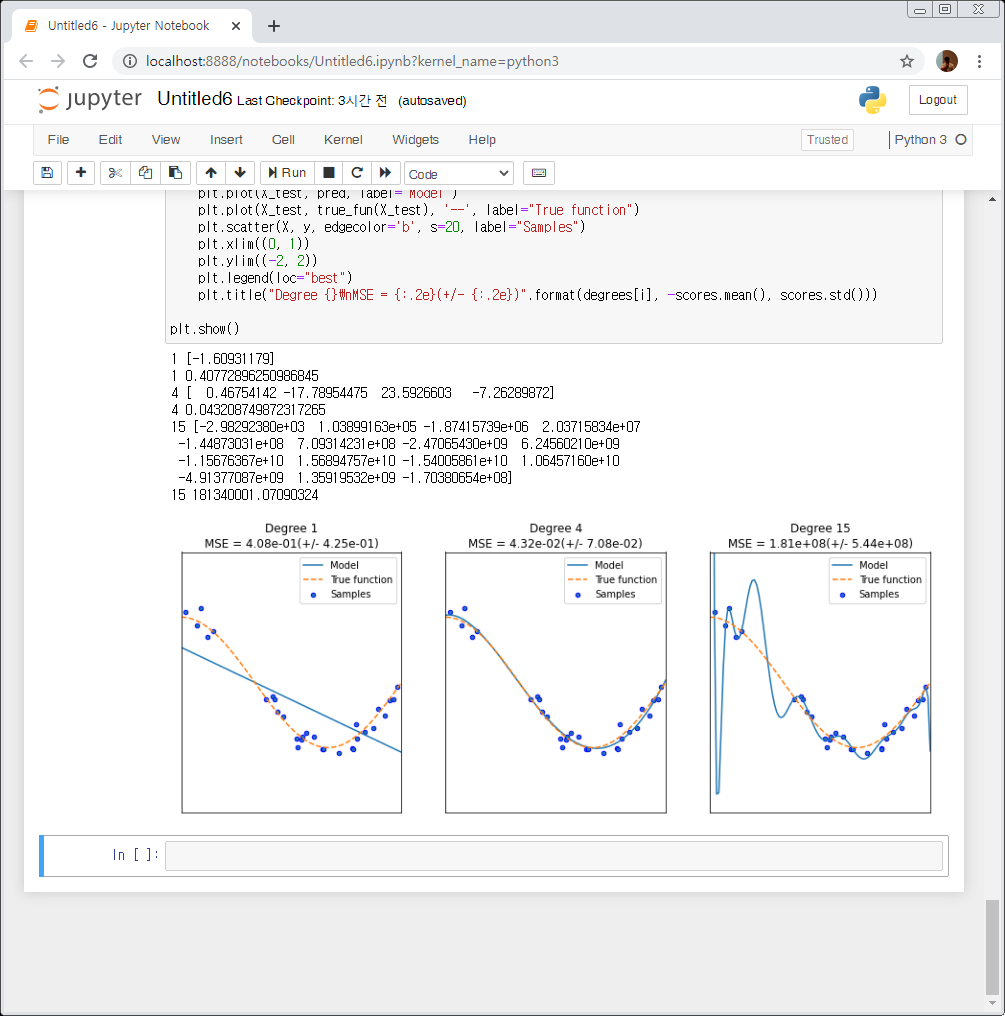 Untitled6 - Jupyter Notebook
localhost:8888/notebooks/Untitled6.ipynb?kernel_name=python3
jupyter Untitled6 Last Checkpoint: 3시간 전 (autosaved)
Logout
File Edit View Insert Cell Kernel Widgets Help
Trusted
Python 3
Run
Code
plt.plot(X_test, pred, label="Model")
plt.plot(X_test, true_fun(X_test), '--', label="True function")
plt.scatter(X, y, edgecolor='b', s=20, label="Samples")
plt.xlim((0, 1))
plt.ylim((-2, 2))
plt.legend(loc="best")
plt.title("Degree {}₩nMSE = {:.2e}(+/- {:.2e})".format(degrees[i], -scores.mean(), scores.std()))
plt.show()
1 [-1.60931179]
1 0.40772896250986845
4 [  0.46754142 -17.78954475  23.5926603   -7.26289872]
4 0.043208749872317265
15 [-2.98292380e+03  1.03899163e+05 -1.87415739e+06  2.03715834e+07
-1.44873031e+08  7.09314231e+08 -2.47065430e+09  6.24560210e+09
-1.15676367e+10  1.56894757e+10 -1.54005861e+10  1.06457160e+10
-4.91377087e+09  1.35919532e+09 -1.70380654e+08]
15 181340001.07090324
Degree 1
MSE = 4.08e-01(+/- 4.25e-01)
Model
True function
Samples
Degree 4
MSE = 4.32e-02(+/- 7.08e-02)
Model
True function
Samples
Degree 15
MSE = 1.81e+08(+/- 5.44e+08)
Model
True function
Samples
In [ ]: